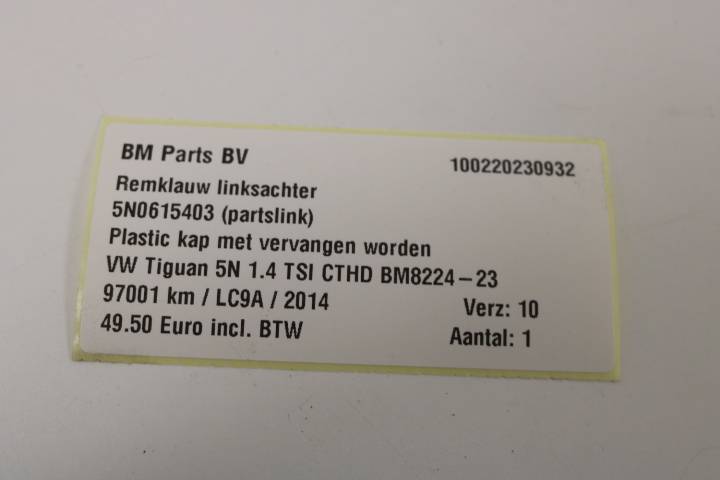 BM Parts BV 100220230932
Remklauw linksachter
5N0615403 (partslink)
Plastic kap met vervangen worden
VW Tiguan 5N 1.4 TSI CTHD BM8224-23
97001 km / LC9A / 2014 Verz: 10
49.50 Euro incl. BTW Aantal: 1